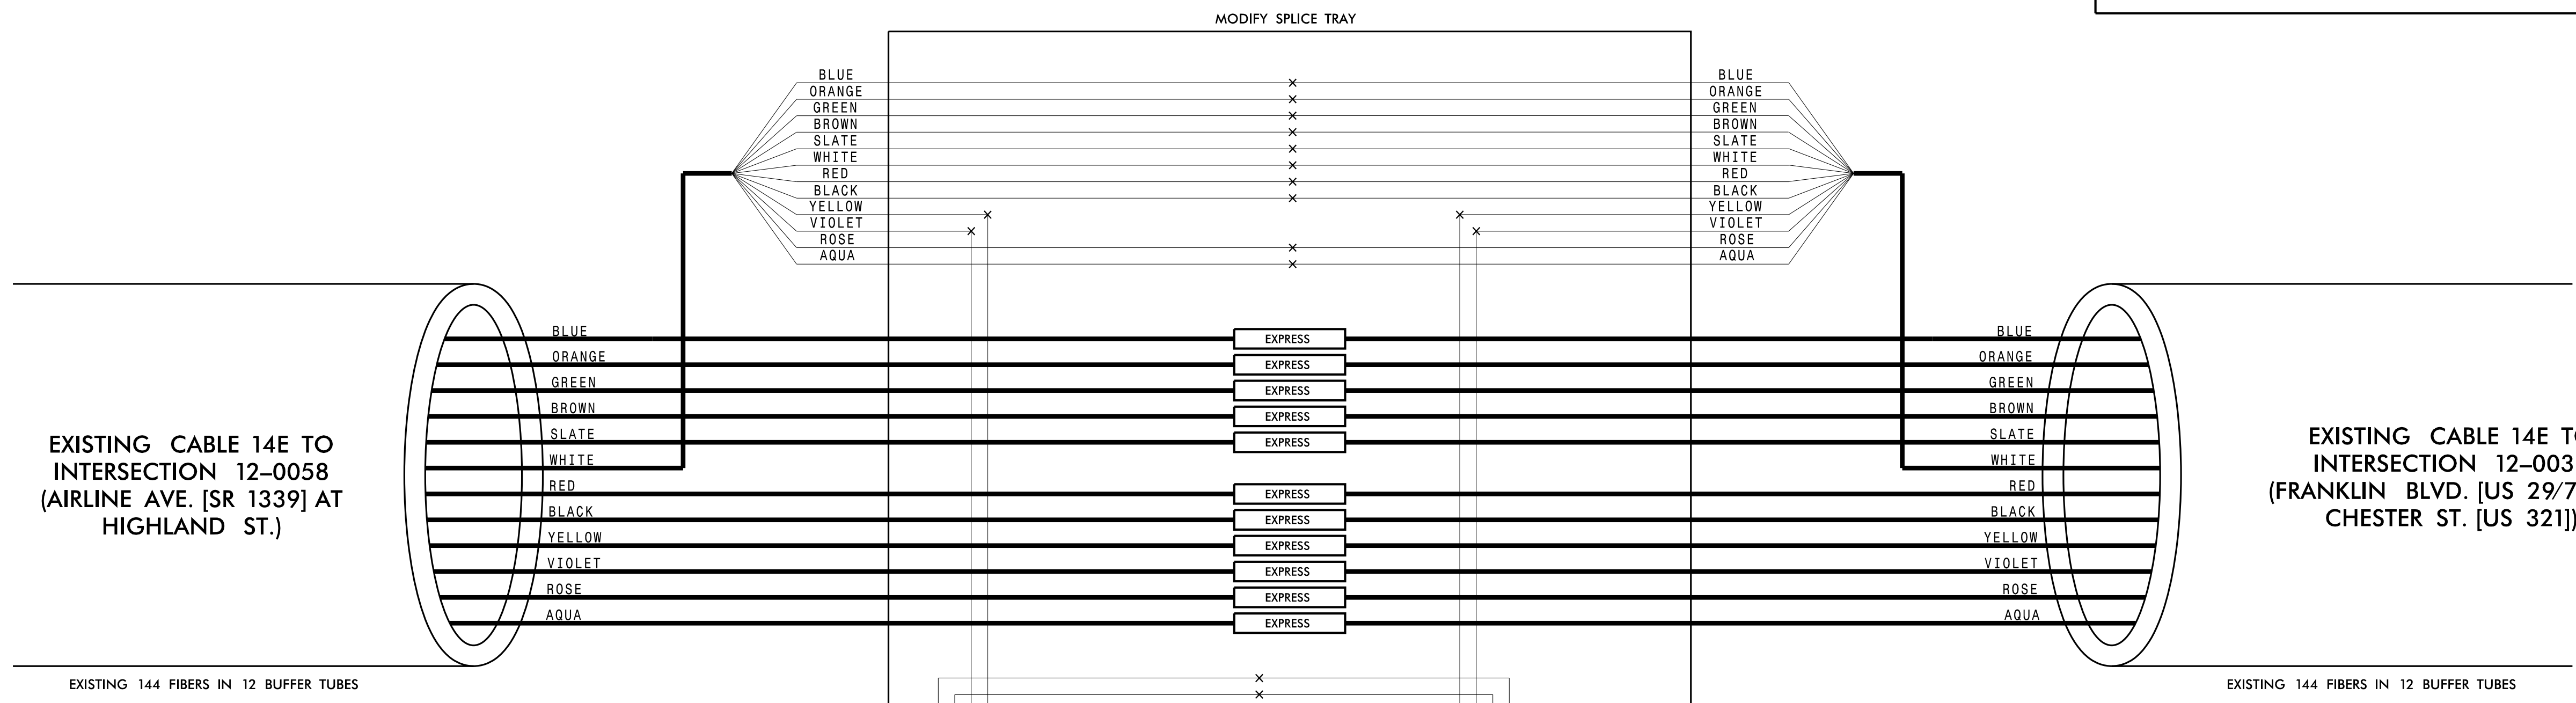 MODIFY SPLICE TRAY
BLUE BLUE
ORANGE ORANGE
GREEN GREEN
BROWN BROWN
SLATE SLATE
WHITE WHITE
RED RED
BLACK BLACK
YELLOW YELLOW
VIOLET VIOLET
ROSE ROSE
AQUA AQUA
BLUE EXPRESS BLUE
ORANGE EXPRESS ORANGE
GREEN EXPRESS GREEN
BROWN EXPRESS BROWN
SLATE EXPRESS SLATE
WHITE WHITE
RED EXPRESS RED
BLACK EXPRESS BLACK
YELLOW EXPRESS YELLOW
VIOLET EXPRESS VIOLET
ROSE EXPRESS ROSE
AQUA EXPRESS AQUA
EXISTING CABLE 14E TO
INTERSECTION 12–0058
(AIRLINE AVE. [SR 1339] AT
HIGHLAND ST.)
EXISTING 144 FIBERS IN 12 BUFFER TUBES
EXISTING CABLE 14E
INTERSECTION 12–003
(FRANKLIN BLVD. [US 29/7
CHESTER ST. [US 321])
EXISTING 144 FIBERS IN 12 BUFFER TUBES